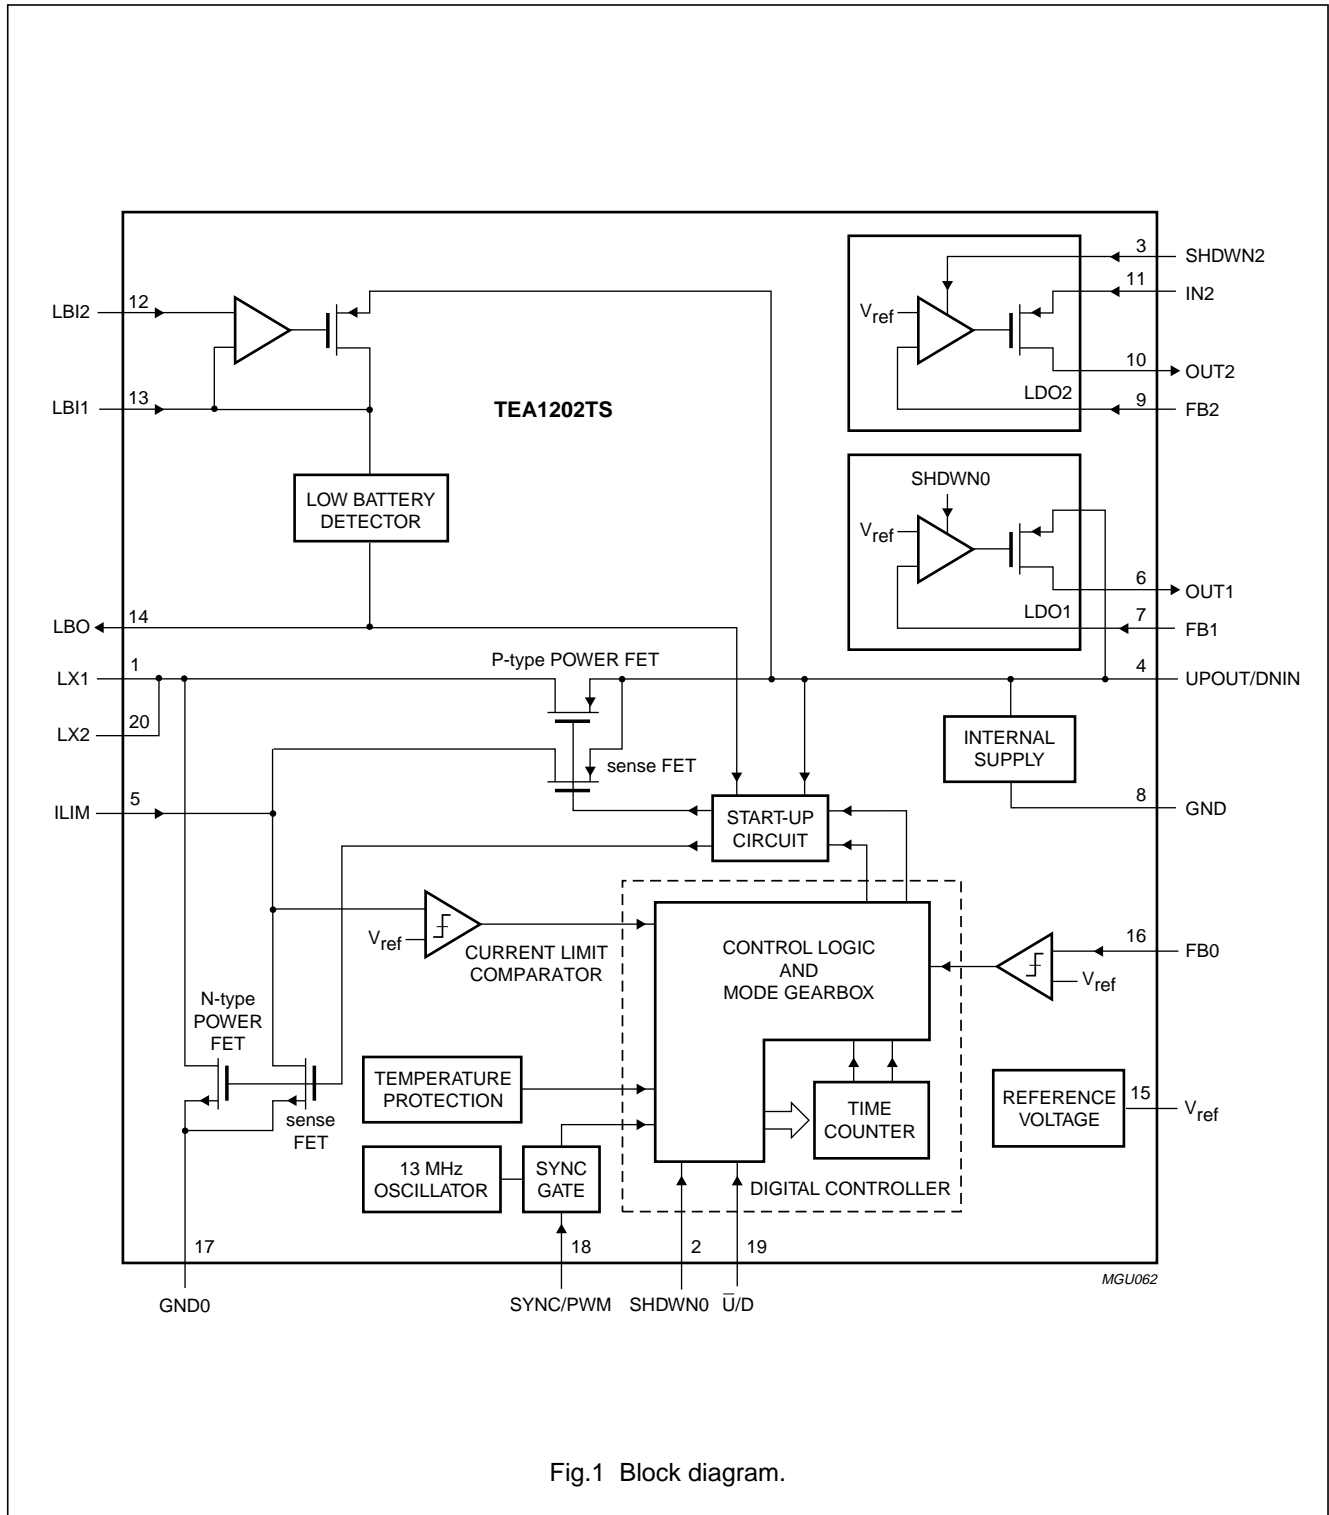 3
SHDWN2
11
IN2
LBI2
12
Vref
10
OUT2
LDO2
9
FB2
LBI1
13
TEA1202TS
SHDWN0
LOW BATTERY
DETECTOR
Vref
6
OUT1
LDO1
7
FB1
LBO
14
P-type POWER FET
LX1
1
4
UPOUT/DNIN
LX2
20
INTERNAL
SUPPLY
sense FET
ILIM
5
8
GND
START-UP
CIRCUIT
Vref
CURRENT LIMIT
COMPARATOR
CONTROL LOGIC
AND
MODE GEARBOX
16
FB0
Vref
N-type
POWER
FET
TEMPERATURE
PROTECTION
TIME
COUNTER
REFERENCE
VOLTAGE
15
Vref
sense
FET
13 MHz
OSCILLATOR
SYNC
GATE
DIGITAL CONTROLLER
17
18
2
19
MGU062
GND0
SYNC/PWM
SHDWN0
U̅/D
Fig.1 Block diagram.